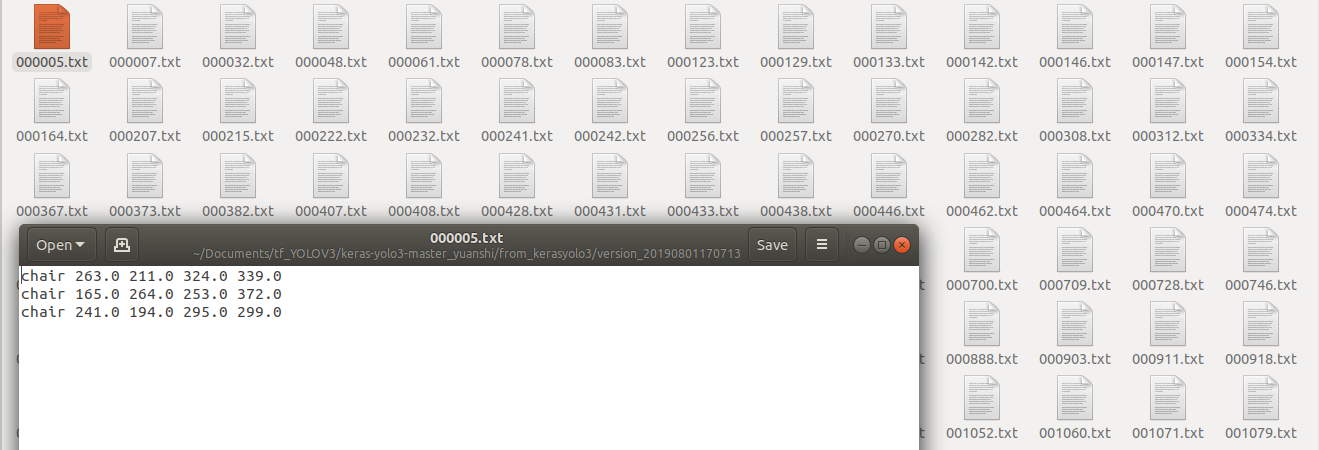 000005.txt 000007.txt 000032.txt 000048.txt 000061.txt 000078.txt 000083.txt 000123.txt 000129.txt 000133.txt 000142.txt 000146.txt 000147.txt 000154.txt
000164.txt 000207.txt 000215.txt 000222.txt 000232.txt 000241.txt 000242.txt 000256.txt 000257.txt 000270.txt 000282.txt 000308.txt 000312.txt 000334.txt
000367.txt 000373.txt 000382.txt 000407.txt 000408.txt 000428.txt 000431.txt 000433.txt 000438.txt 000446.txt 000462.txt 000464.txt 000470.txt 000474.txt
Open
000005.txt
~/Documents/tf_YOLOV3/keras-yolo3-master_yuanshi/from_kerasyolo3/version_20190801170713
Save
chair 263.0 211.0 324.0 339.0
chair 165.0 264.0 253.0 372.0
chair 241.0 194.0 295.0 299.0
000700.txt 000709.txt 000728.txt 000746.txt
000888.txt 000903.txt 000911.txt 000918.txt
001052.txt 001060.txt 001071.txt 001079.txt